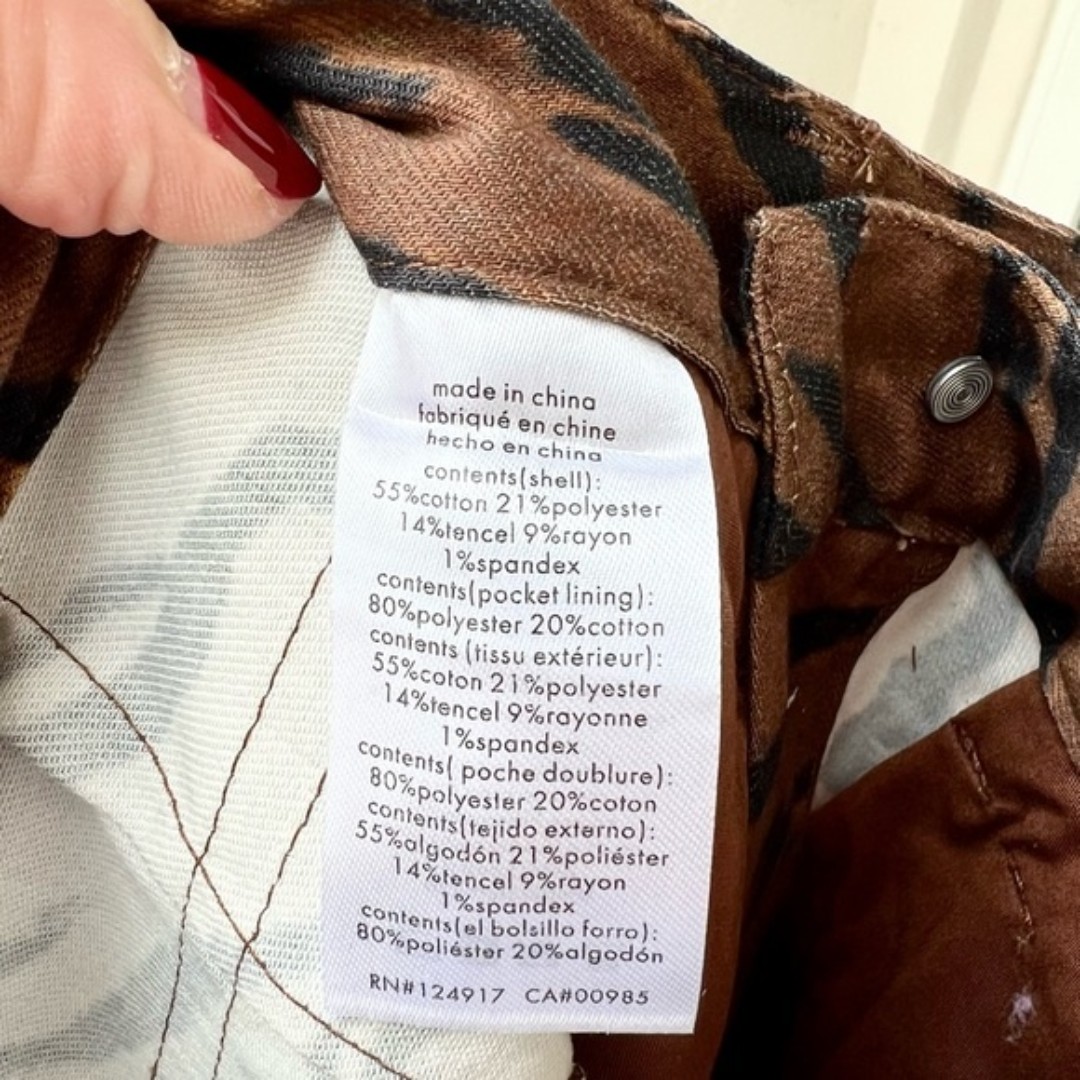 made in china
fabriqué en chine
hecho en china
contents(shell):
55%cotton 21%polyester
14%tencel 9%rayon
1%spandex
contents(pocket lining):
80%polyester 20%cotton
contents (tissu extérieur):
55%coton 21%polyester
14%tencel 9%rayonne
1%spandex
contents( poche doublure):
80%polyester 20%coton
contents(tejido externo):
55%algodón 21%poliéster
14%tencel 9%rayon
1%spandex
contents(el bolsillo forro):
80%poliéster 20%algodón
RN#124917 CA#00985